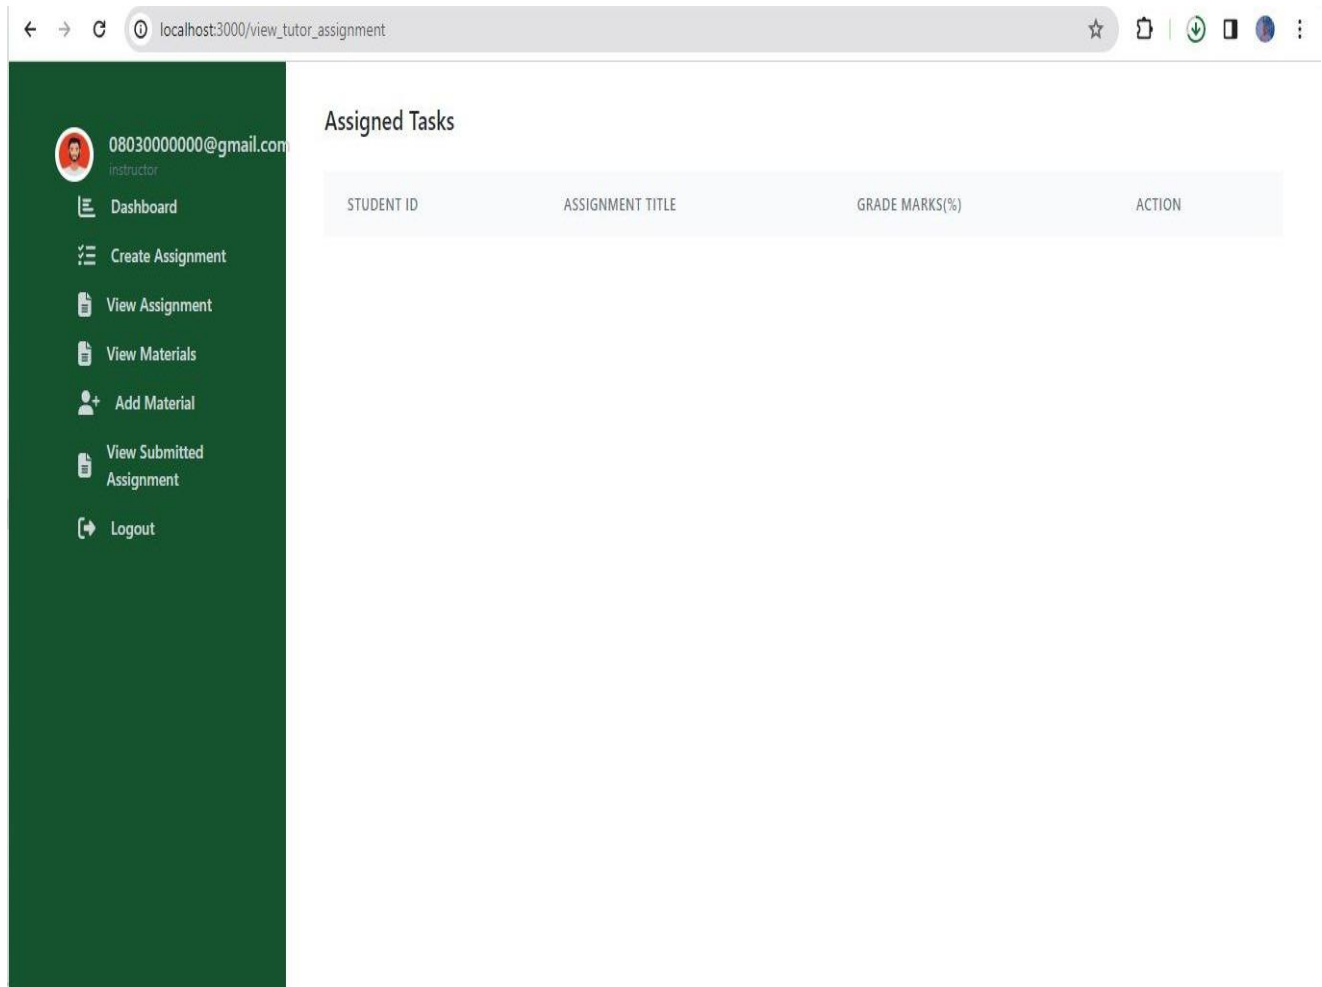 localhost:3000/view_tutor_assignment
08030000000@gmail.com
instructor
Dashboard
Create Assignment
View Assignment
View Materials
Add Material
View Submitted
Assignment
Logout
Assigned Tasks
STUDENT ID ASSIGNMENT TITLE GRADE MARKS(%) ACTION